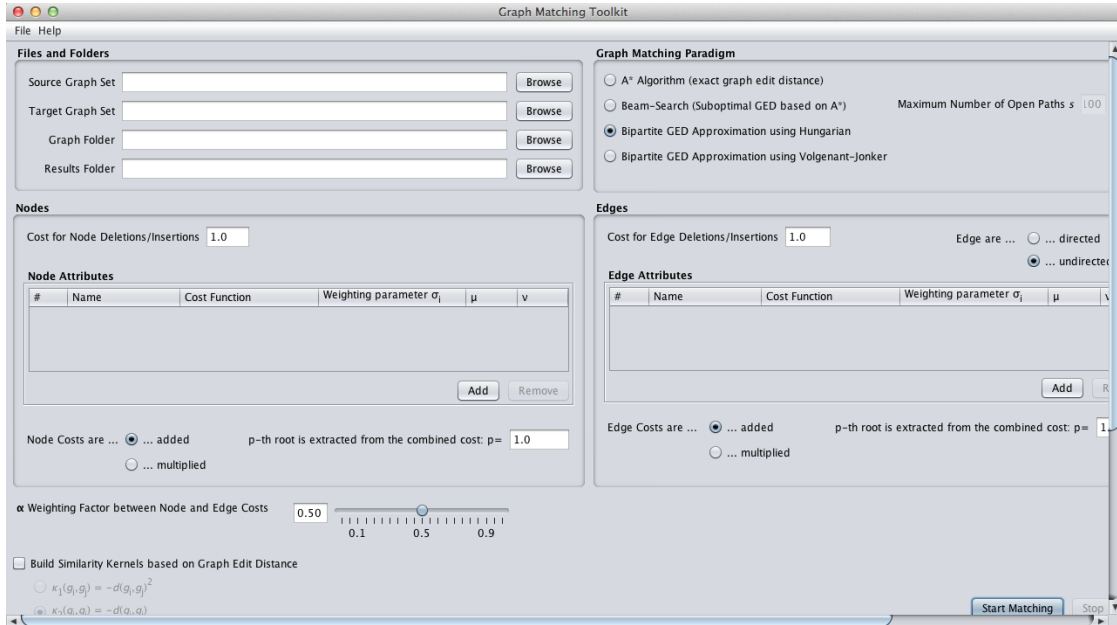 Graph Matching Toolkit
File Help
Files and Folders
Source Graph Set Browse
Target Graph Set Browse
Graph Folder Browse
Results Folder Browse
Graph Matching Paradigm
A* Algorithm (exact graph edit distance)
Beam-Search (Suboptimal GED based on A*) Maximum Number of Open Paths s 100
Bipartite GED Approximation using Hungarian
Bipartite GED Approximation using Volgenant-Jonker
Nodes
Cost for Node Deletions/Insertions 1.0
Node Attributes
# Name Cost Function Weighting parameter σi μ ν
Add Remove
Node Costs are ... ... added p-th root is extracted from the combined cost: p= 1.0
... multiplied
Edges
Cost for Edge Deletions/Insertions 1.0 Edge are ... ... directed
... undirected
Edge Attributes
# Name Cost Function Weighting parameter σi μ ν
Add R
Edge Costs are ... ... added p-th root is extracted from the combined cost: p= 1.
... multiplied
α Weighting Factor between Node and Edge Costs 0.50
0.1 0.5 0.9
Build Similarity Kernels based on Graph Edit Distance
κ1(gi,gj) = -d(gi,gj)²
κ2(gi,gj) = -d(gi,gj)
Start Matching Stop